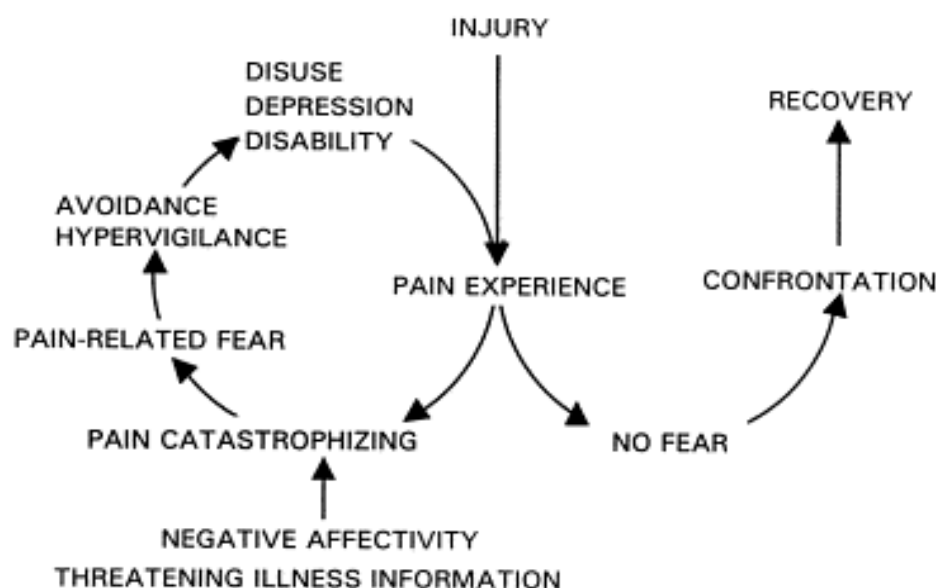 INJURY
DISUSE
DEPRESSION
DISABILITY
RECOVERY
AVOIDANCE
HYPERVIGILANCE
PAIN EXPERIENCE
CONFRONTATION
PAIN-RELATED FEAR
PAIN CATASTROPHIZING
NO FEAR
NEGATIVE AFFECTIVITY
THREATENING ILLNESS INFORMATION